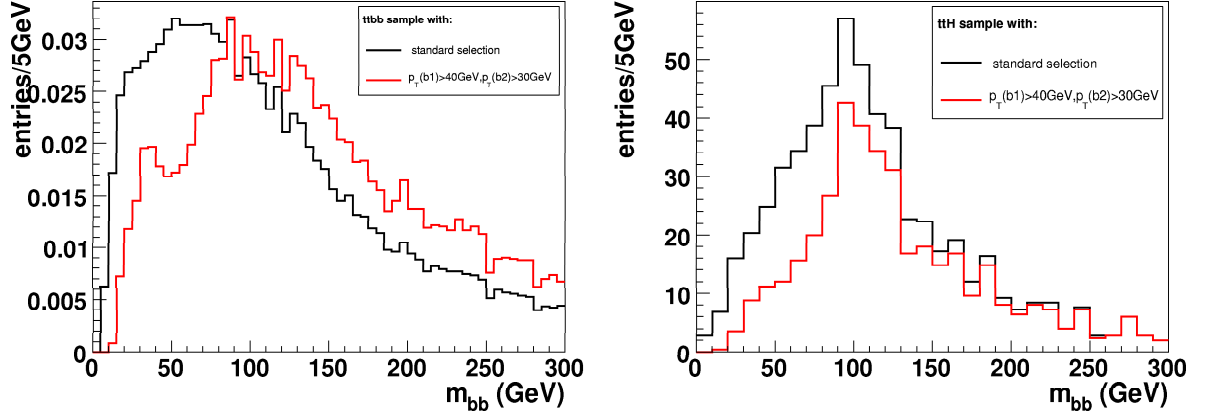 entries/5GeV
0.03
0.025
0.02
0.015
0.01
0.005
0
ttbb sample with:
standard selection
p_T(b1)>40GeV,p_T(b2)>30GeV
0 50 100 150 200 250 300
m_bb (GeV)
entries/5GeV
50
40
30
20
10
0
ttH sample with:
standard selection
p_T(b1)>40GeV,p_T(b2)>30GeV
0 50 100 150 200 250 300
m_bb (GeV)